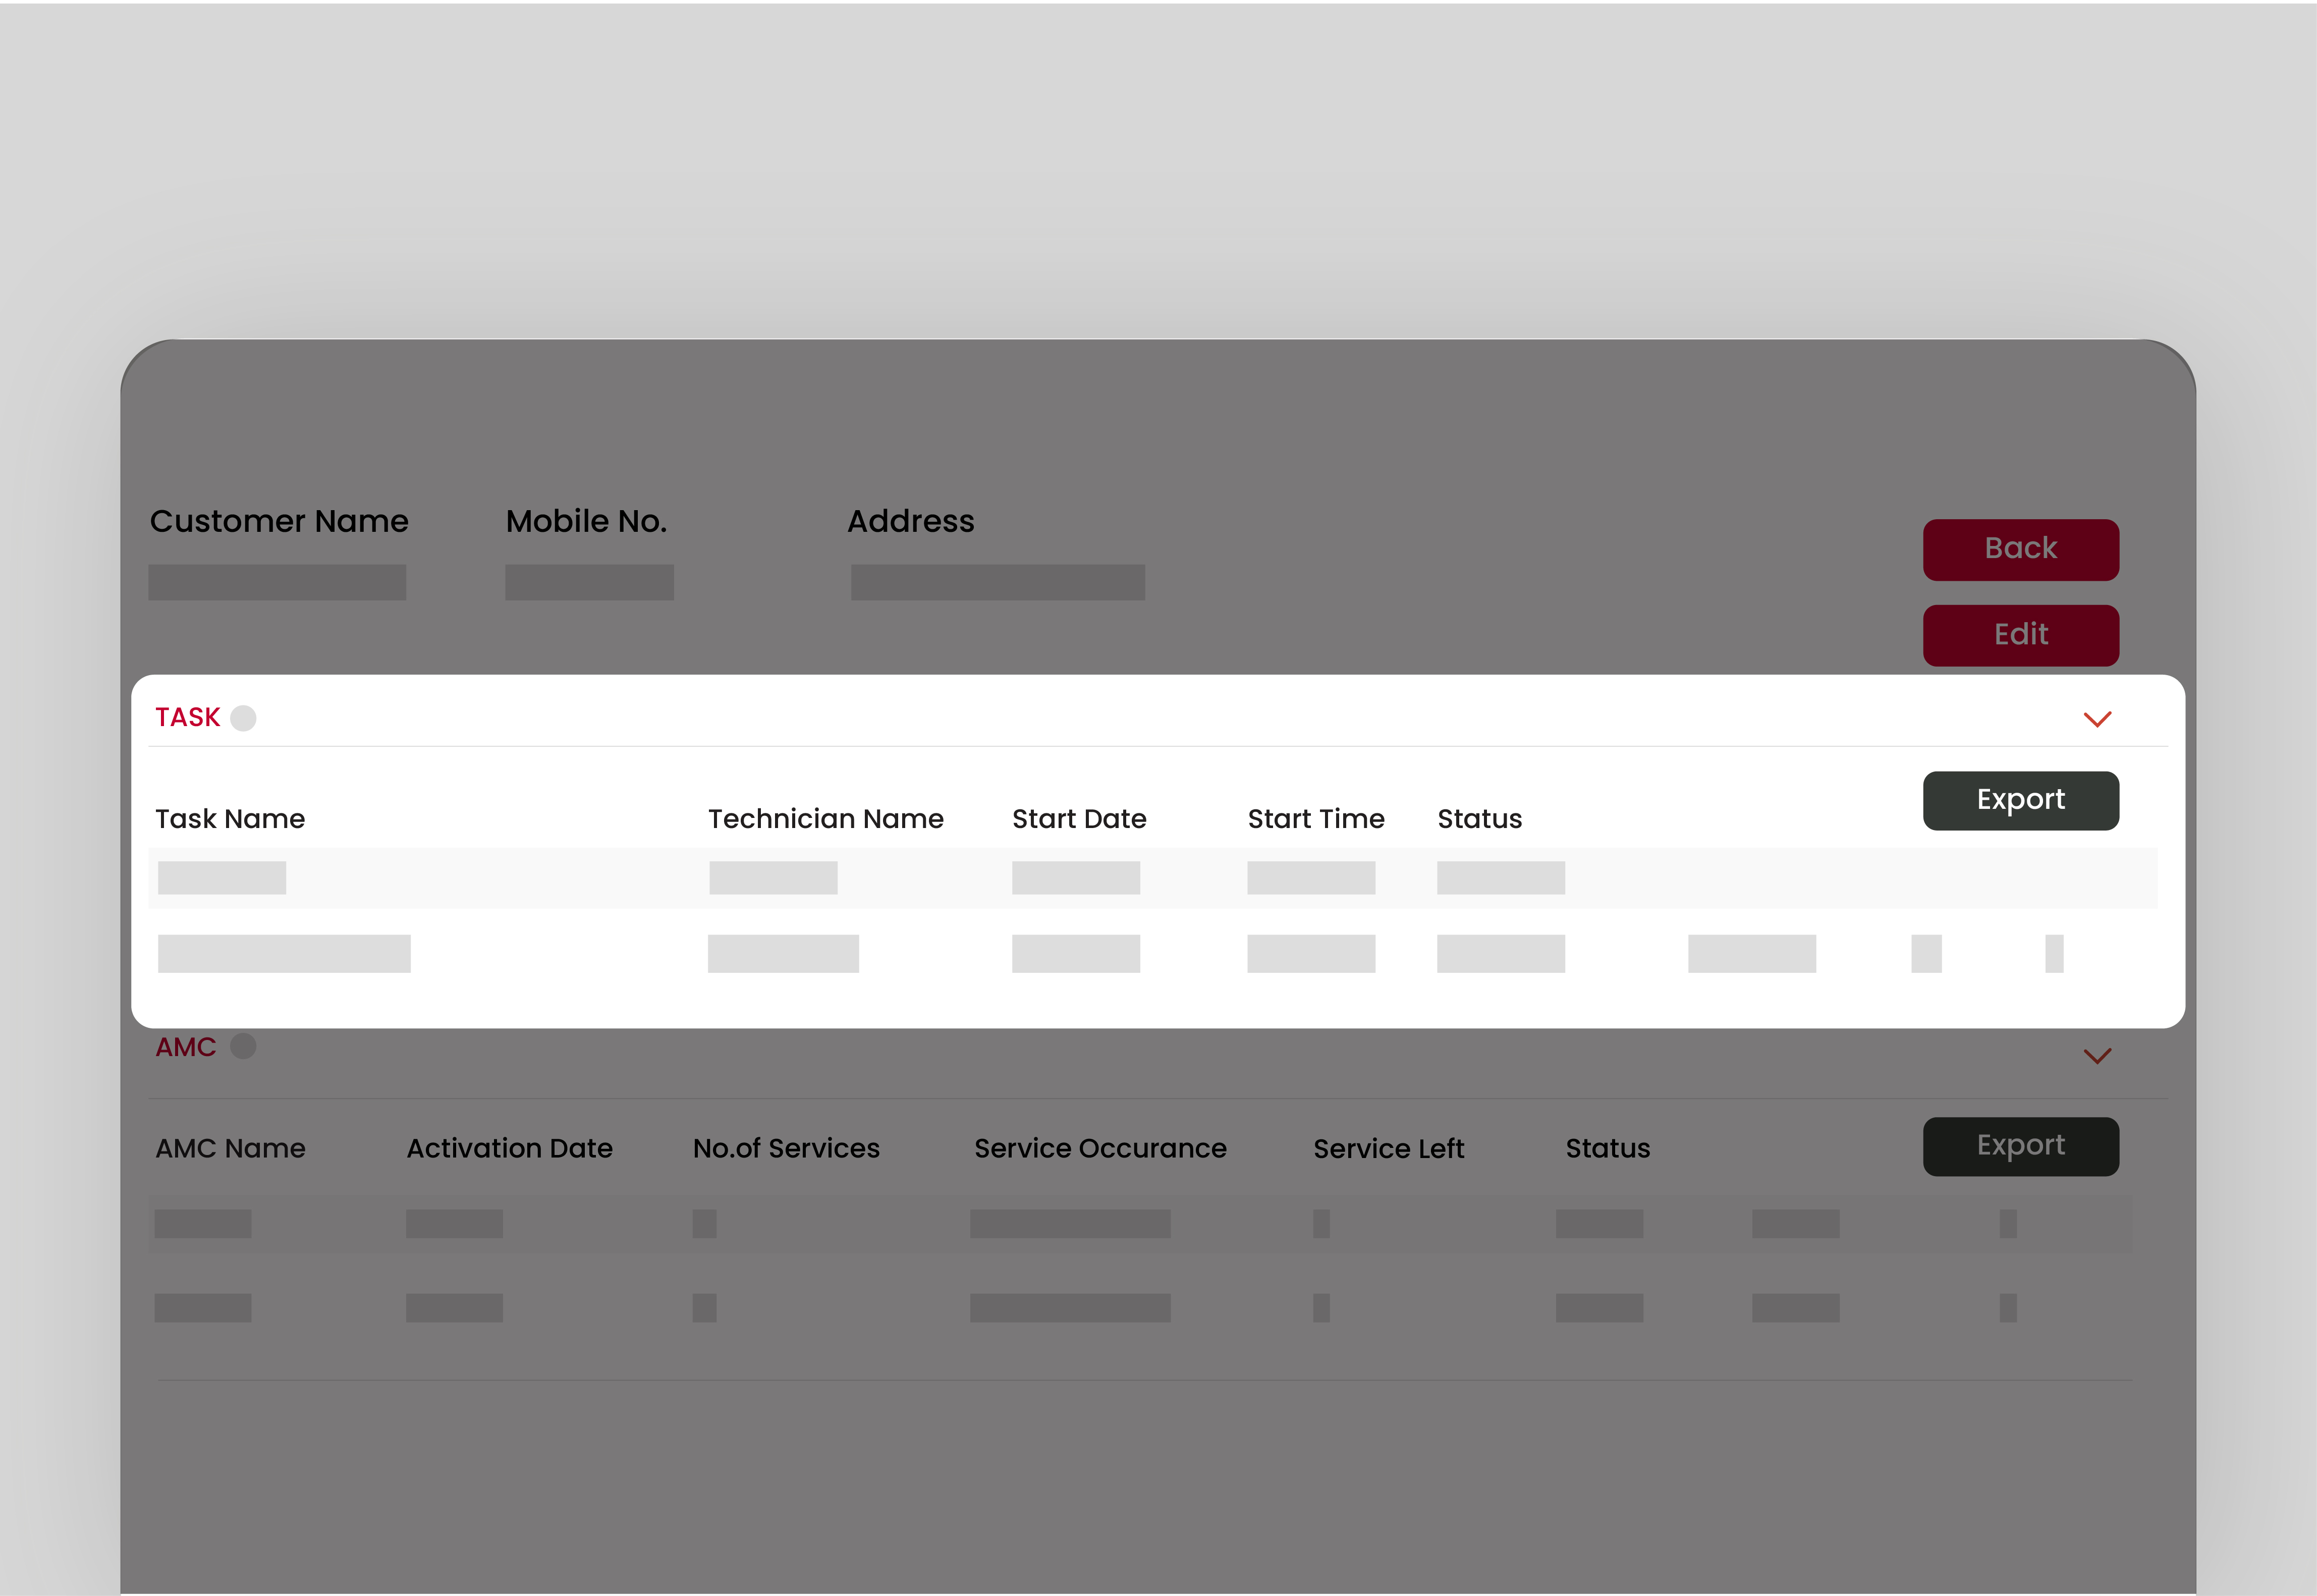 Customer Name Mobile No. Address
Back
Edit
TASK
Export
Task Name Technician Name Start Date Start Time Status
AMC
AMC Name Activation Date No.of Services Service Occurance Service Left Status Export